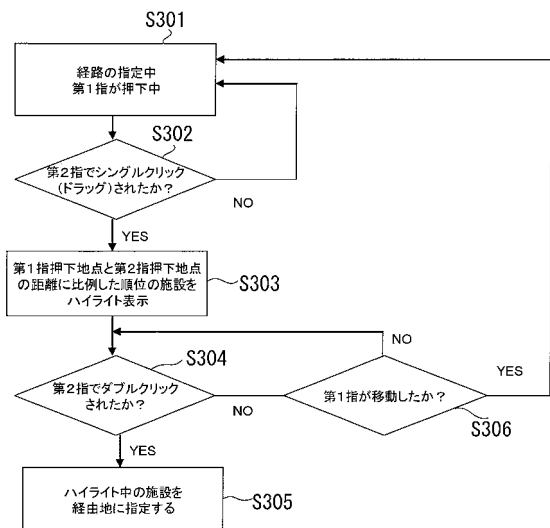 S301
経路の指定中
第1指が押下中
S302
第2指でシングルクリック
(ドラッグ)されたか?
NO
YES
第1指押下地点と第2指押下地点
の距離に比例した順位の施設を
ハイライト表示
S303
NO
S304
第2指でダブルクリック
されたか?
NO
第1指が移動したか?
YES
S306
YES
ハイライト中の施設を
経由地に指定する
S305